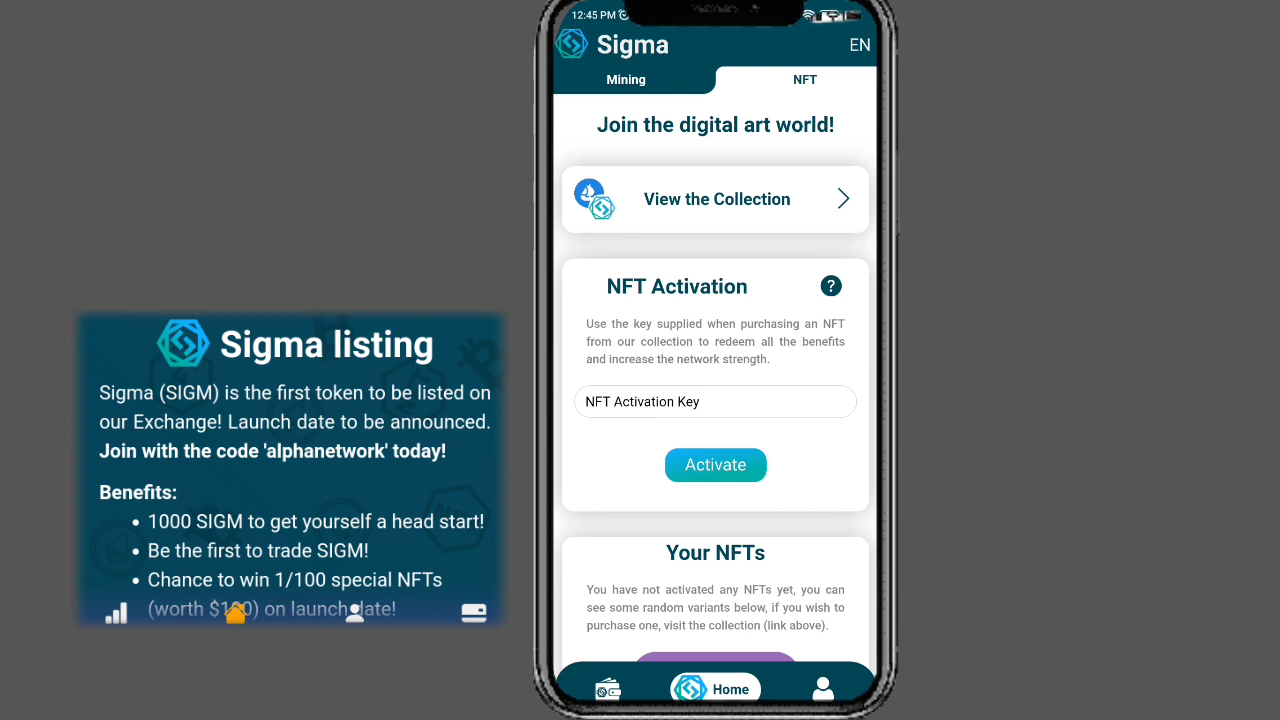 Sigma listing
Sigma (SIGM) is the first token to be listed on
our Exchange! Launch date to be announced.
Join with the code 'alphanetwork' today!
Benefits:
1000 SIGM to get yourself a head start!
Be the first to trade SIGM!
Chance to win 1/100 special NFTs
(worth $100) on launch date!
12:45 PM
Sigma
EN
Mining
NFT
Join the digital art world!
View the Collection
NFT Activation
?
Use the key supplied when purchasing an NFT
from our collection to redeem all the benefits
and increase the network strength.
NFT Activation Key
Activate
Your NFTs
You have not activated any NFTs yet, you can
see some random variants below, if you wish to
purchase one, visit the collection (link above).
Home